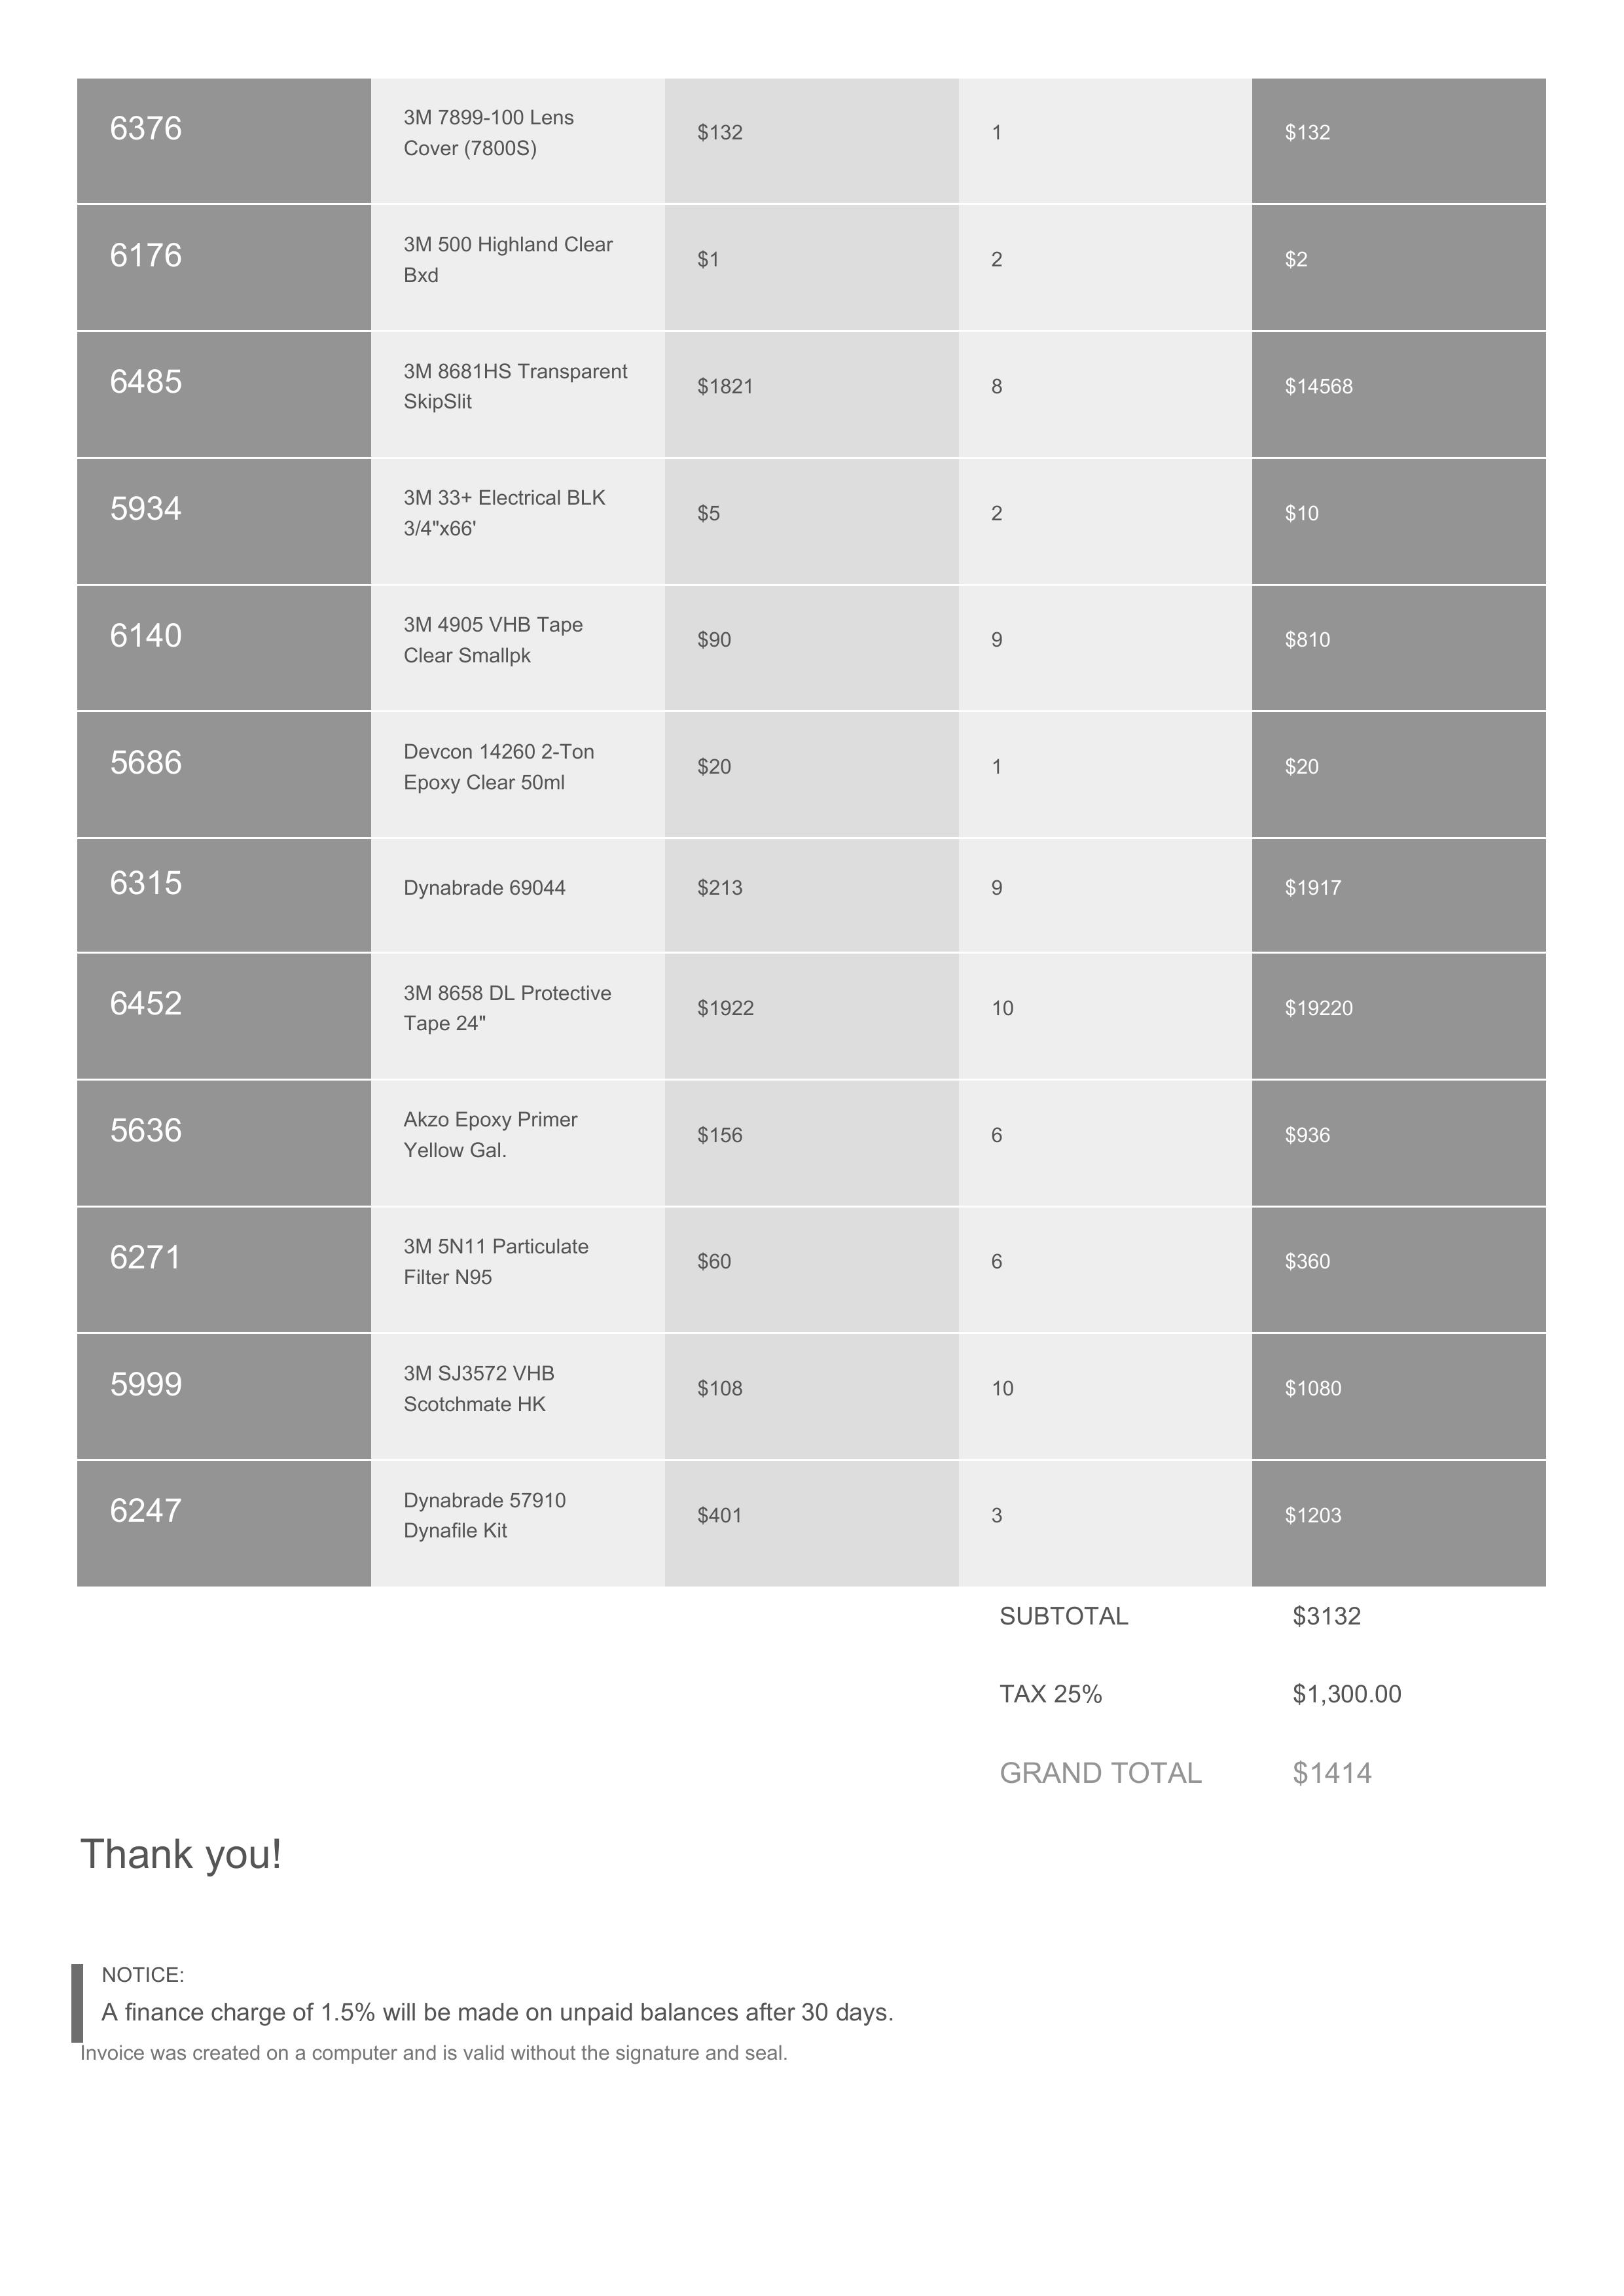 6376
3M 7899-100 Lens
Cover (7800S)
$132
1
$132
6176
3M 500 Highland Clear
Bxd
$1
2
$2
6485
3M 8681HS Transparent
SkipSlit
$1821
8
$14568
5934
3M 33+ Electrical BLK
3/4"x66'
$5
2
$10
6140
3M 4905 VHB Tape
Clear Smallpk
$90
9
$810
5686
Devcon 14260 2-Ton
Epoxy Clear 50ml
$20
1
$20
6315
Dynabrade 69044
$213
9
$1917
6452
3M 8658 DL Protective
Tape 24"
$1922
10
$19220
5636
Akzo Epoxy Primer
Yellow Gal.
$156
6
$936
6271
3M 5N11 Particulate
Filter N95
$60
6
$360
5999
3M SJ3572 VHB
Scotchmate HK
$108
10
$1080
6247
Dynabrade 57910
Dynafile Kit
$401
3
$1203
SUBTOTAL $3132
TAX 25% $1,300.00
GRAND TOTAL $1414
Thank you!
NOTICE:
A finance charge of 1.5% will be made on unpaid balances after 30 days.
Invoice was created on a computer and is valid without the signature and seal.